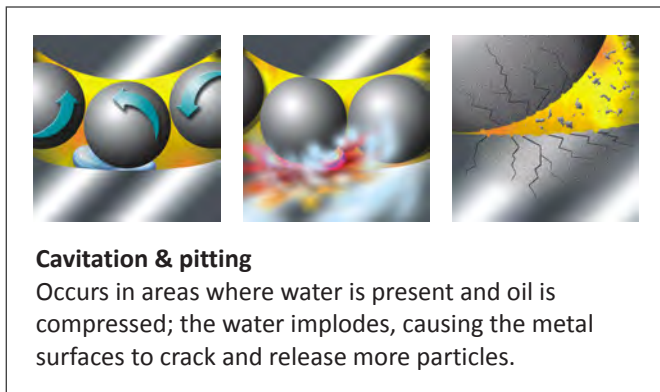 Cavitation & pitting
Occurs in areas where water is present and oil is
compressed; the water implodes, causing the metal
surfaces to crack and release more particles.